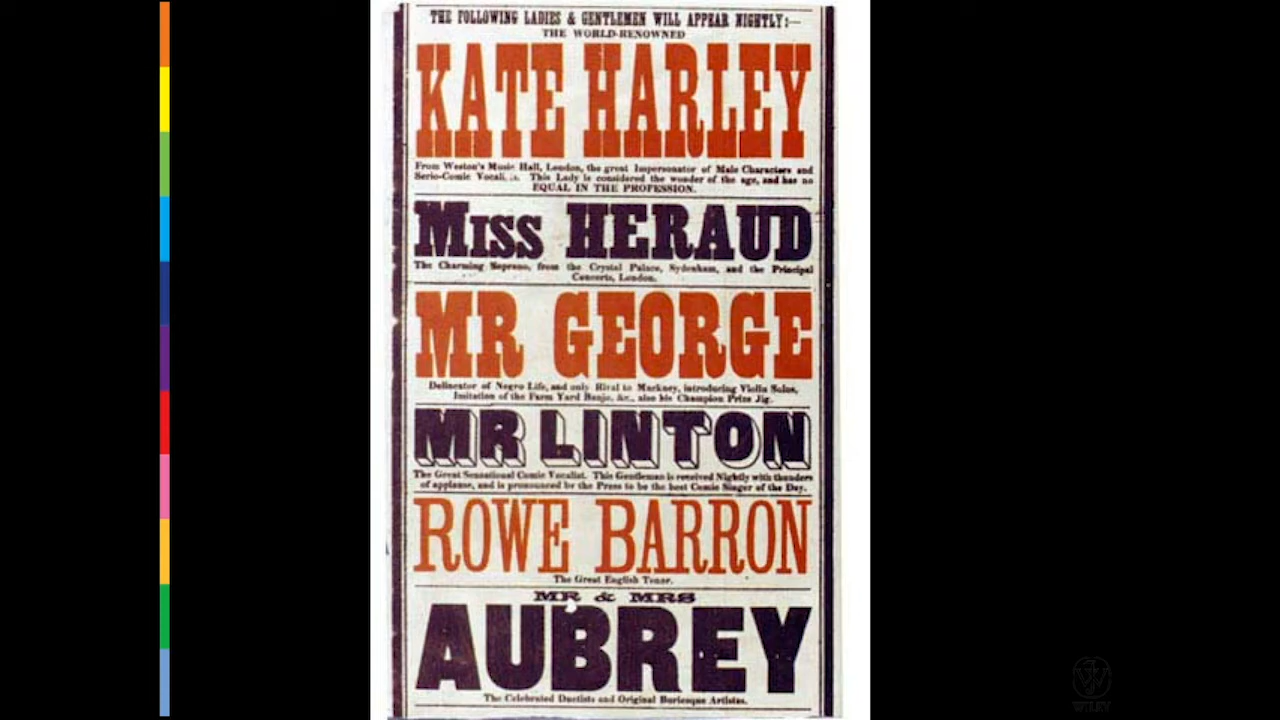 THE FOLLOWING LADIES & GENTLEMEN WILL APPEAR NIGHTLY:—
THE WORLD-RENOWNED
KATE HARLEY
From Weston's Music Hall, London, the great Impersonator of Male Characters and
Serio-Comic This Lady is considered the wonder of the age, and has no
EQUAL IN THE PROFESSION.
MISS HERAUD
The Charming Soprano, from the Crystal Palace, Sydenham, and the Principal
Concerts, London.
MR GEORGE
Delineator of Negro Life, and only Rival to Mackney, introducing Violin Solos,
Imitation of the Farm Yard Banjo, &c., also his Champion Prize Jig.
MR LINTON
The Great Sensational Comic Vocalist. This Gentleman is received Nightly with thunders
of applause, and is pronounced by the Press to be the best Comic Singer of the Day.
ROWE BARRON
The Great English Tenor.
MR & MRS
AUBREY
The Celebrated Duetists and Original Burlesque Artistes.
WILEY